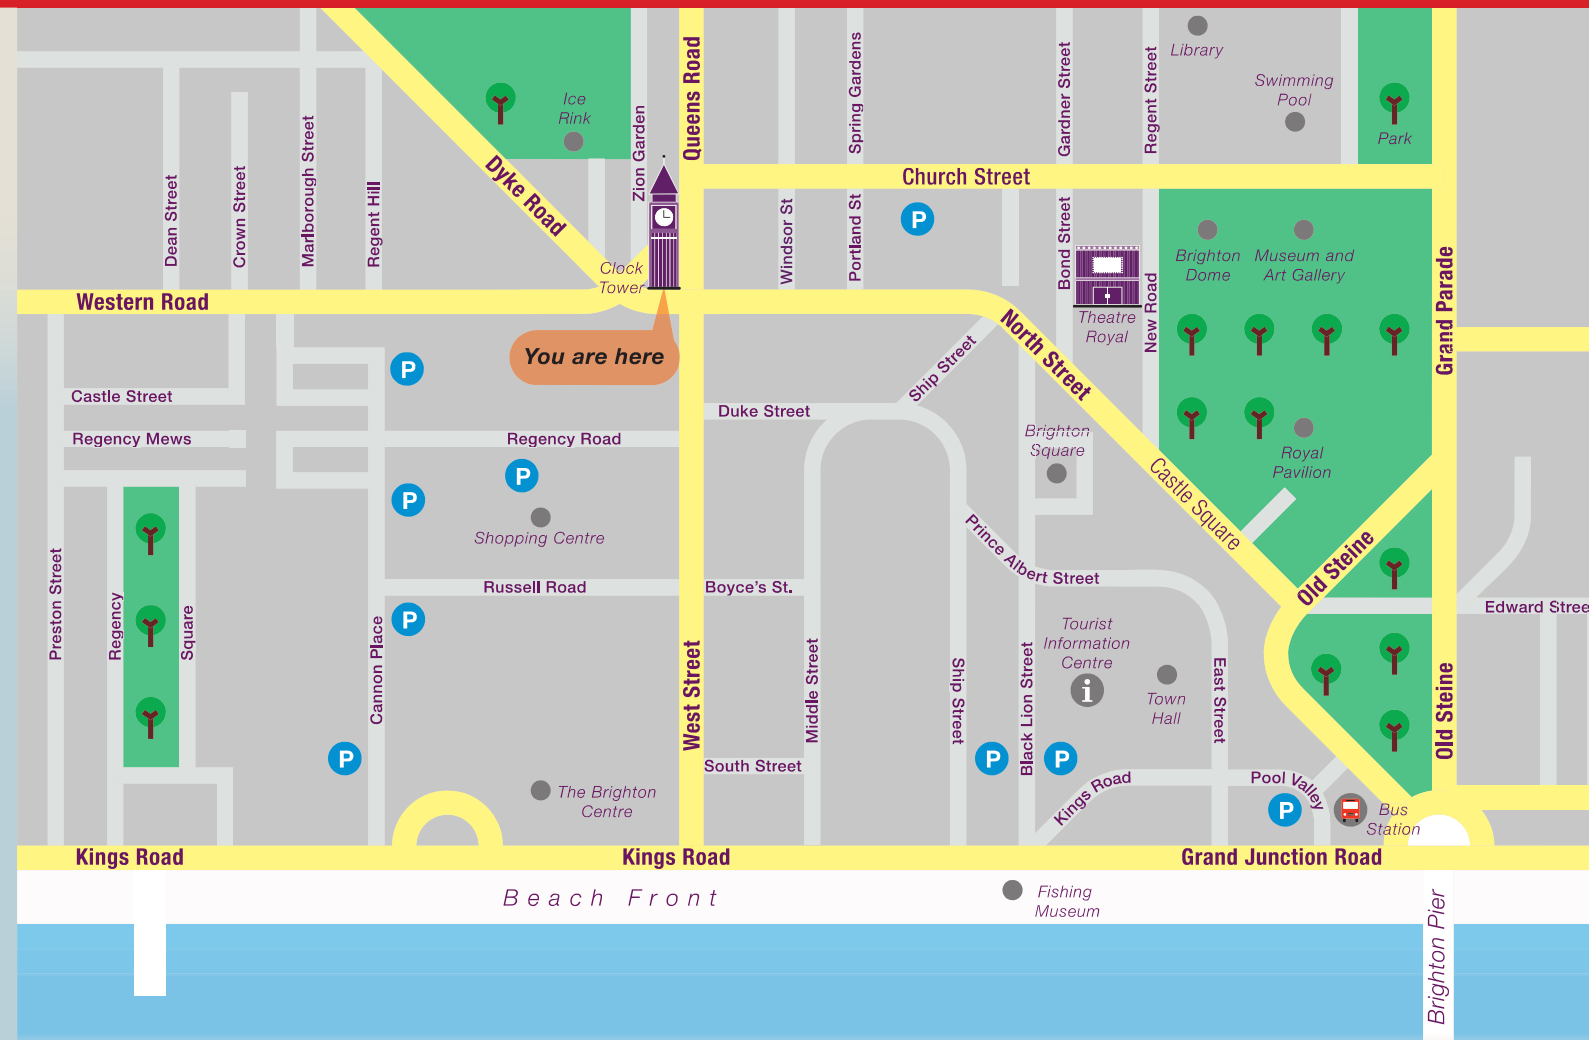 Library
Swimming
Pool
Park
Ice
Rink
Queens Road
Spring Gardens
Gardner Street
Regent Street
Zion Garden
Dyke Road
Church Street
Dean Street
Crown Street
Marlborough Street
Regent Hill
Windsor St
Portland St
P
Bond Street
New Road
Brighton
Dome
Museum and
Art Gallery
Grand Parade
Clock
Tower
Western Road
Theatre
Royal
You are here
North Street
Ship Street
P
Castle Street
Duke Street
Regency Mews
Regency Road
Brighton
Square
Royal
Pavilion
Castle Square
P
P
Shopping Centre
Prince Albert Street
Old Steine
Preston Street
Regency
Square
Russell Road
Boyce's St.
Edward Stree
P
Cannon Place
West Street
Middle Street
Ship Street
Black Lion Street
Tourist
Information
Centre
i
Town
Hall
East Street
Old Steine
P
South Street
P
P
Kings Road
Pool Valley
P
Bus
Station
The Brighton
Centre
Kings Road
Kings Road
Grand Junction Road
Beach Front
Fishing
Museum
Brighton Pier